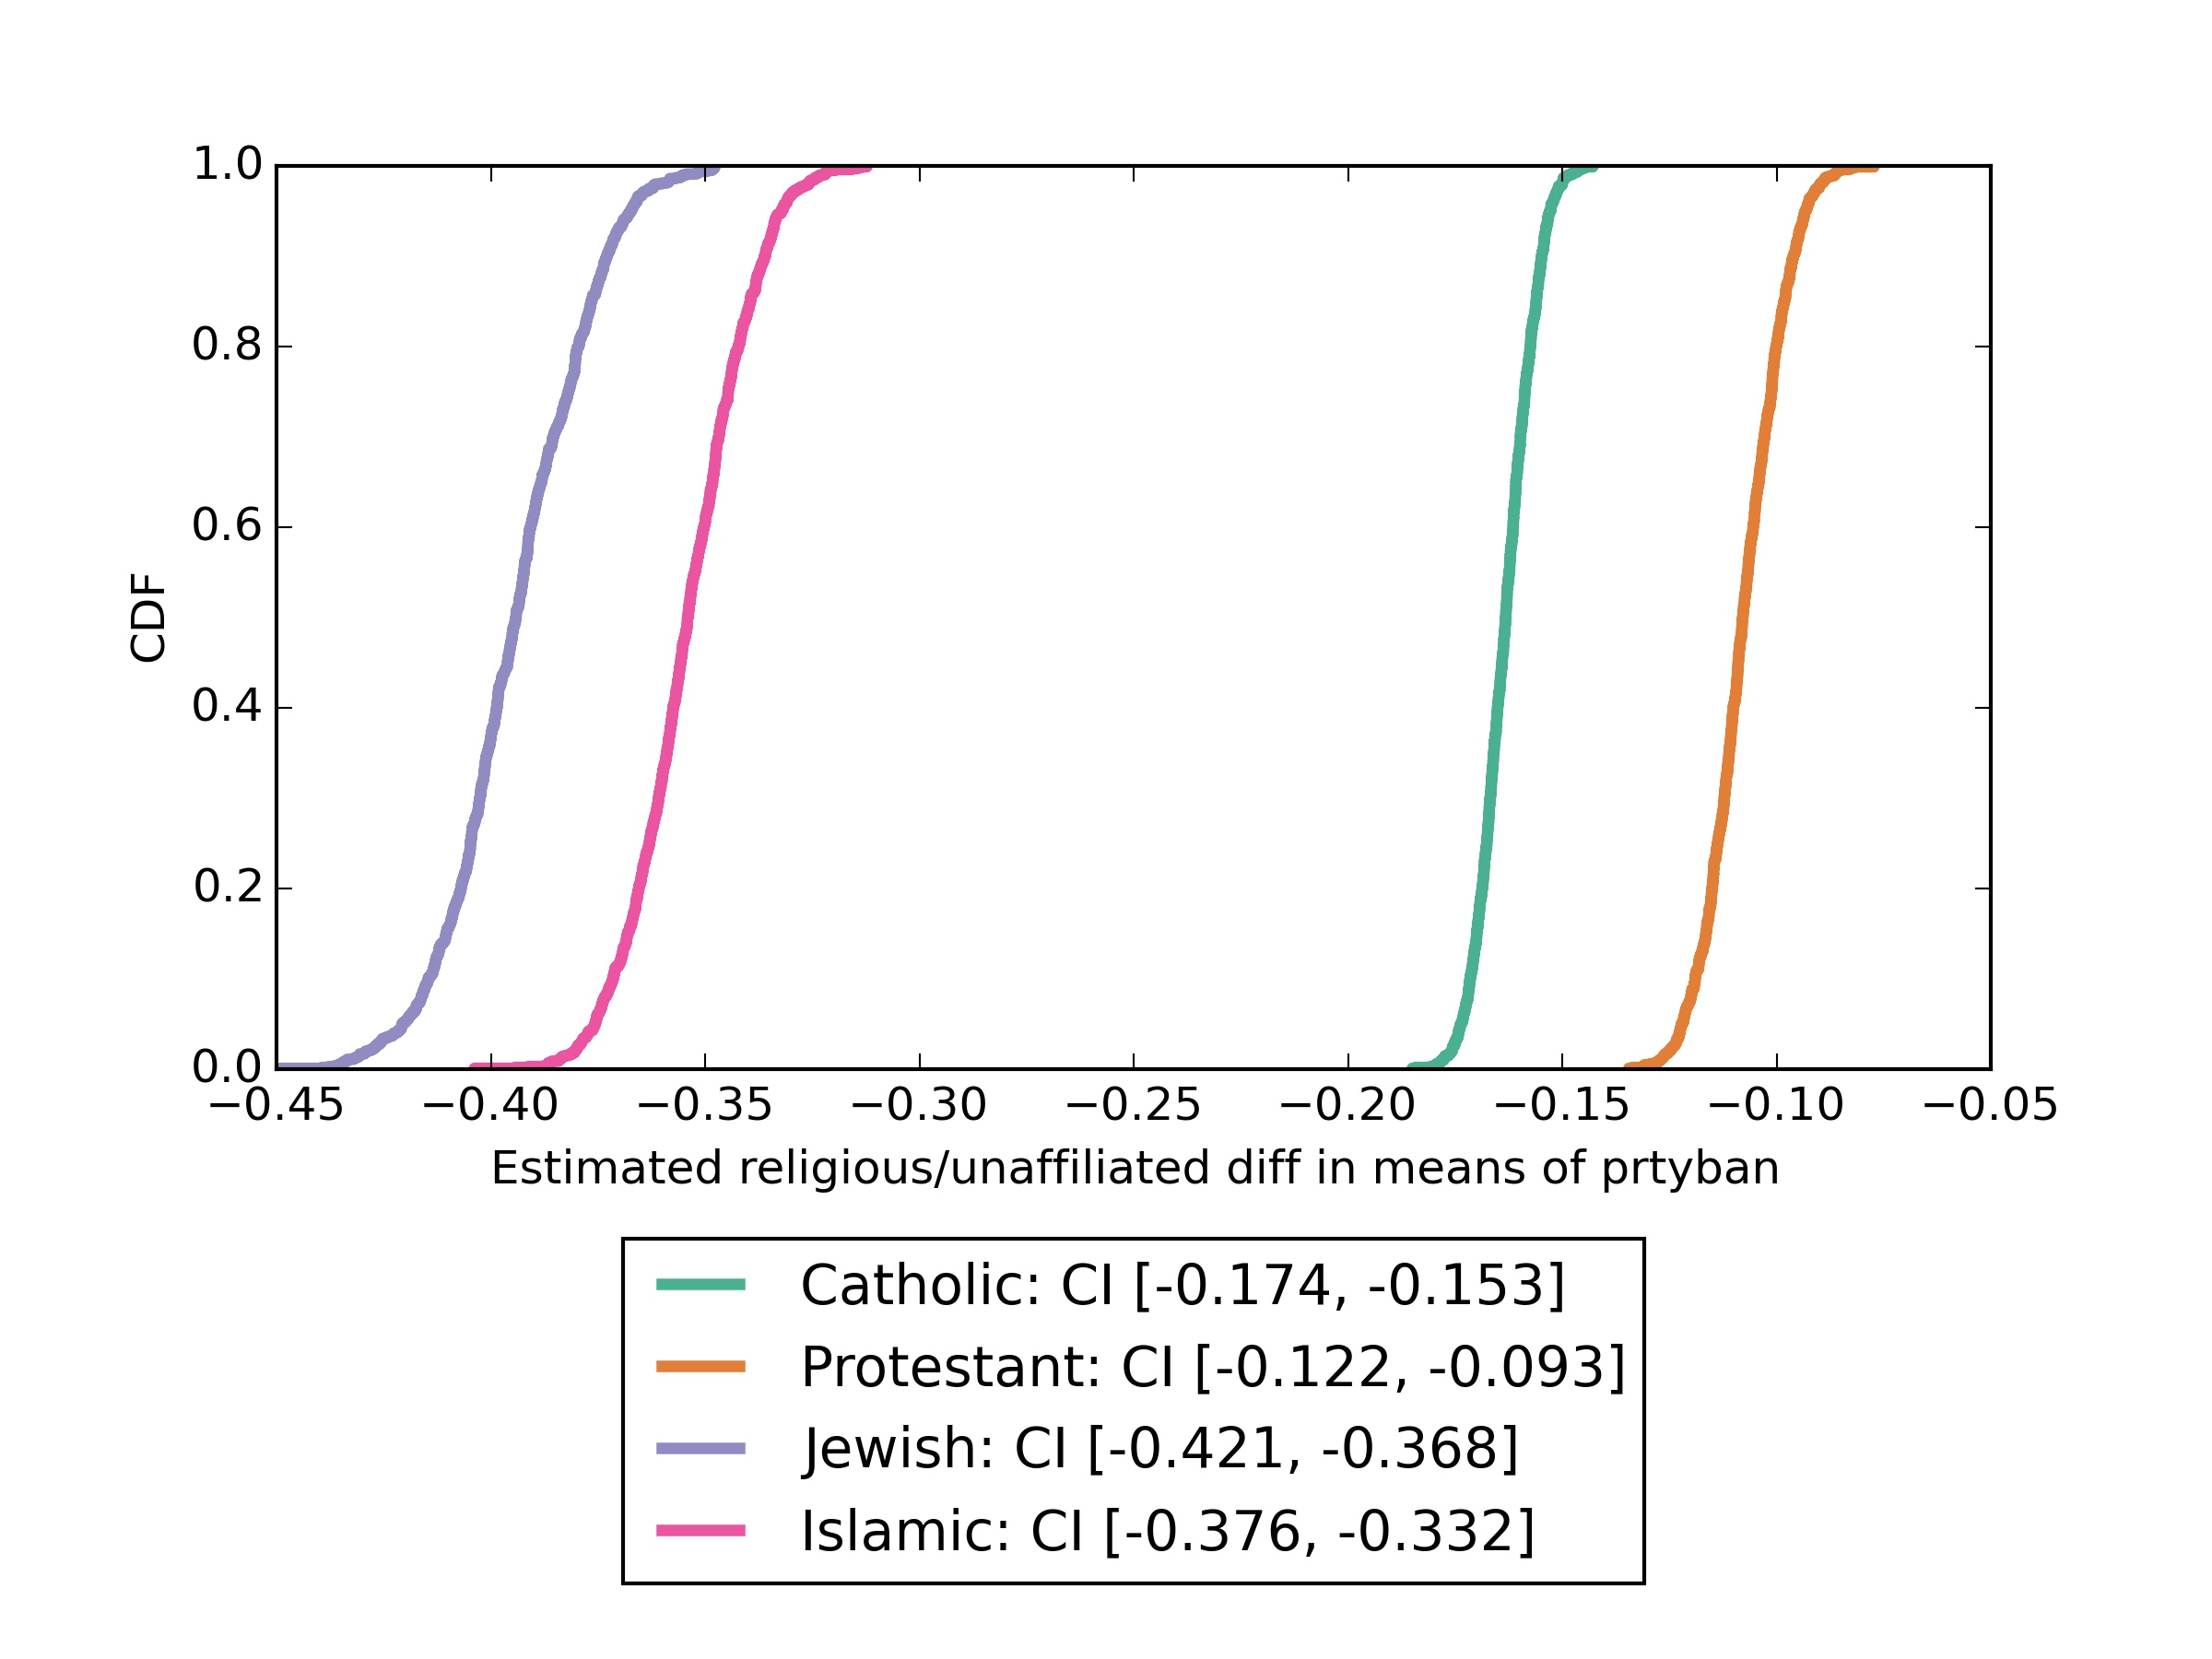 1.0
0.8
0.6
0.4
0.2
0.0
CDF
−0.45 −0.40 −0.35 −0.30 −0.25 −0.20 −0.15 −0.10 −0.05
Estimated religious/unaffiliated diff in means of prtyban
Catholic: CI [-0.174, -0.153]
Protestant: CI [-0.122, -0.093]
Jewish: CI [-0.421, -0.368]
Islamic: CI [-0.376, -0.332]